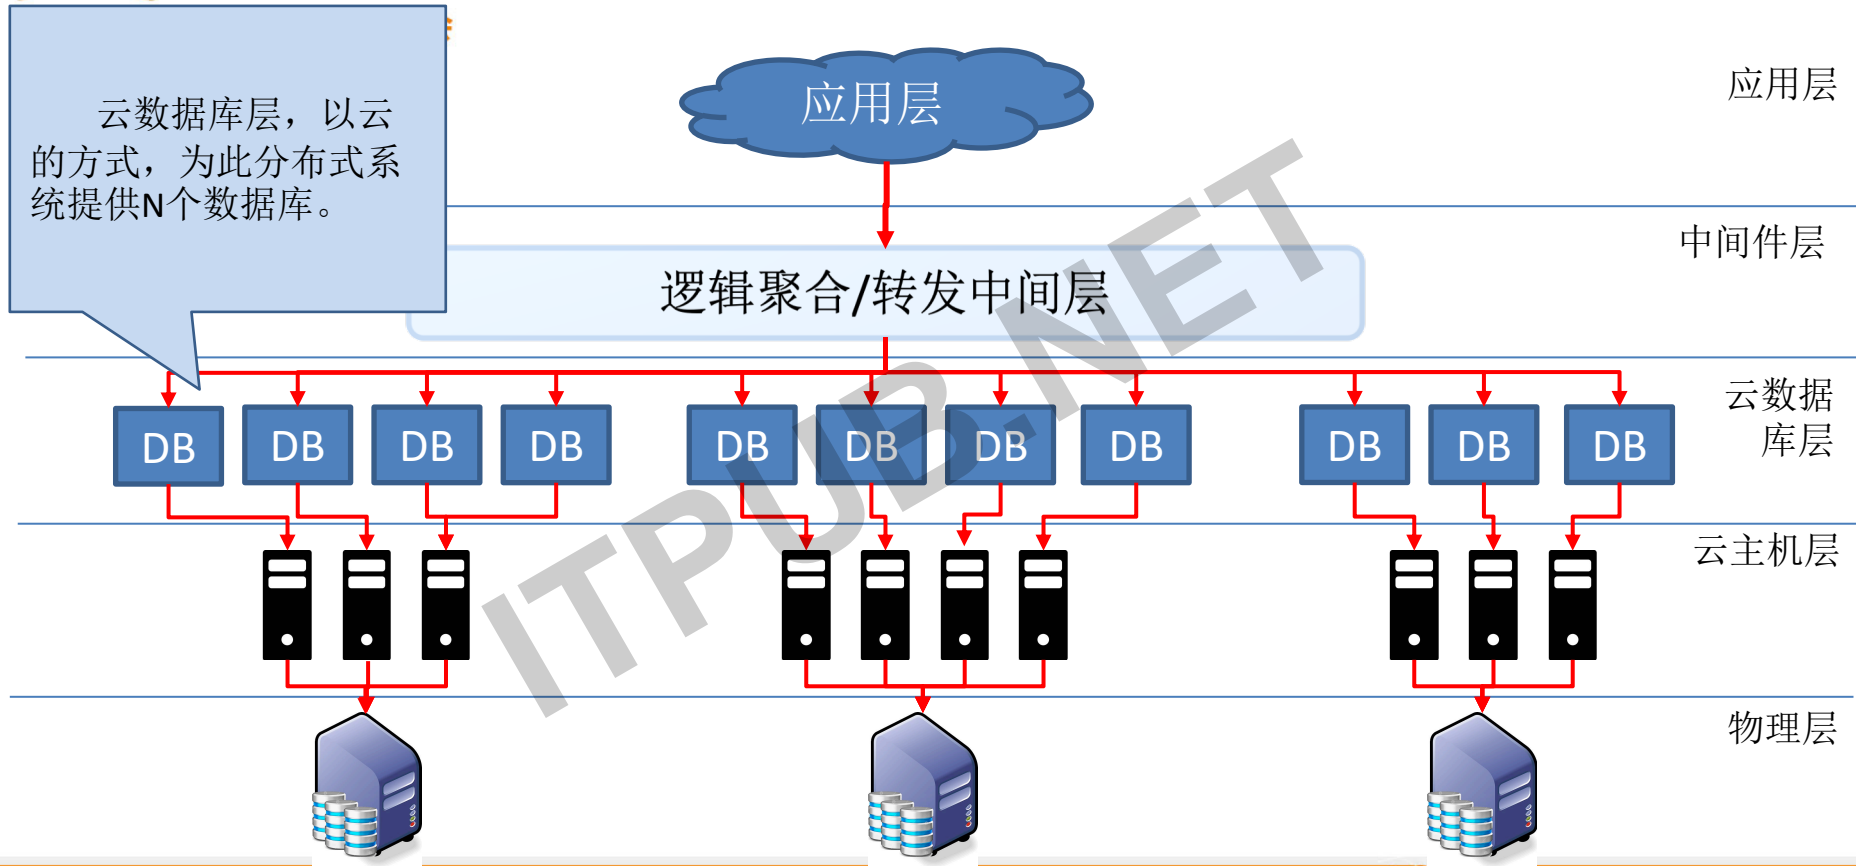 云数据库层，以云
的方式，为此分布式系
统提供N个数据库。
应用层
应用层
中间件层
逻辑聚合/转发中间层
云数据
库层
DB
DB
DB
DB
DB
DB
DB
DB
DB
DB
DB
云主机层
物理层
ITPUB.NET